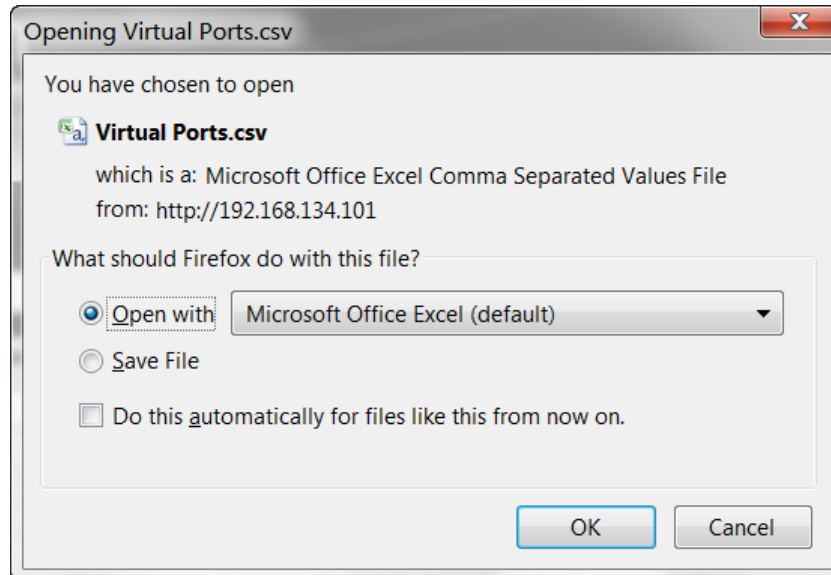 Opening Virtual Ports.csv
You have chosen to open
Virtual Ports.csv
which is a: Microsoft Office Excel Comma Separated Values File
from: http://192.168.134.101
What should Firefox do with this file?
Open with Microsoft Office Excel (default)
Save File
Do this automatically for files like this from now on.
OK Cancel